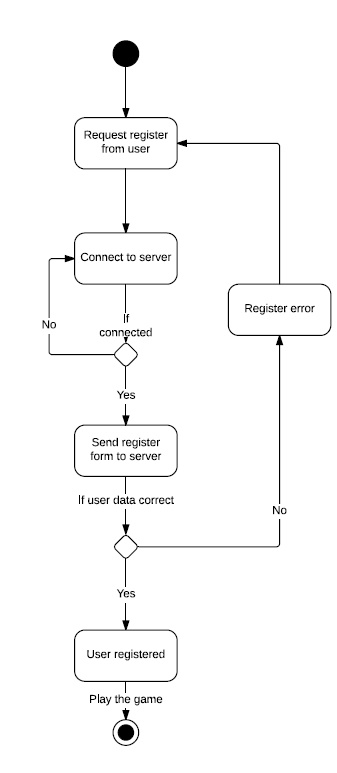 Request register
from user
Connect to server
If
connected
No
Yes
Register error
Send register
form to server
If user data correct
No
Yes
User registered
Play the game